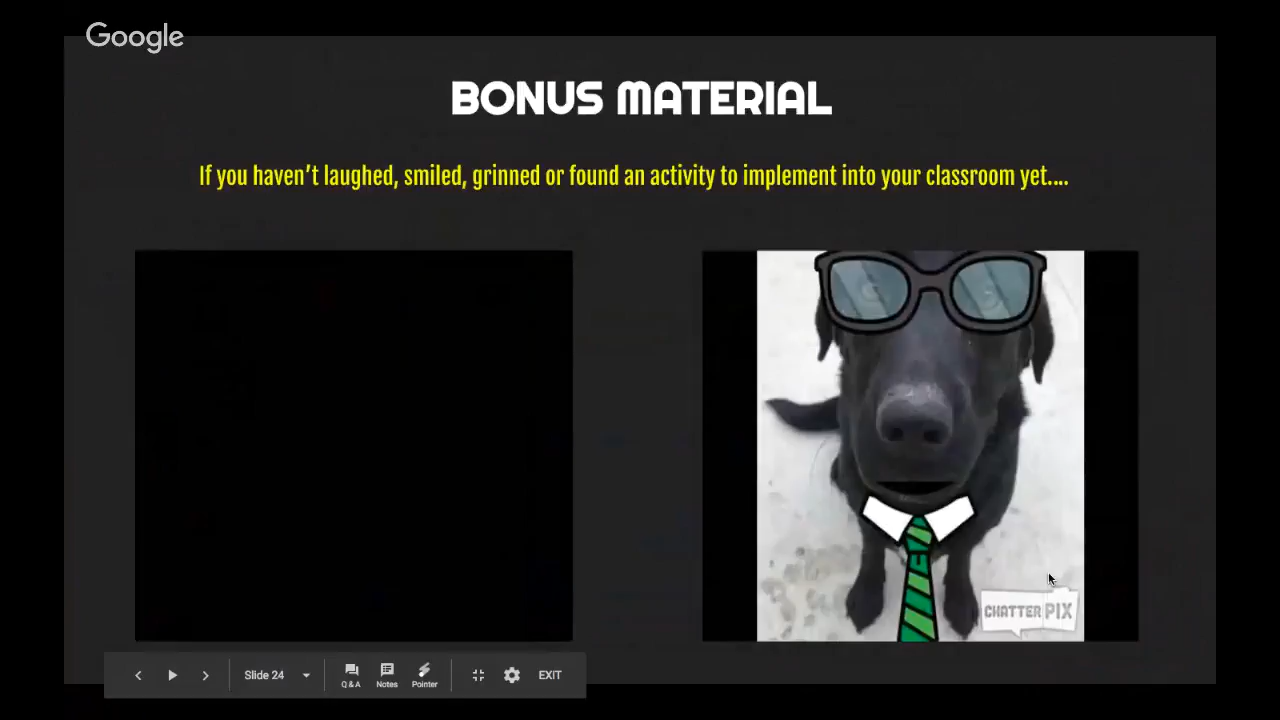 Google
BONUS MATERIAL
If you haven't laughed, smiled, grinned or found an activity to implement into your classroom yet....
CHATTER PIX
Slide 24
Q & A
Notes
Pointer
EXIT